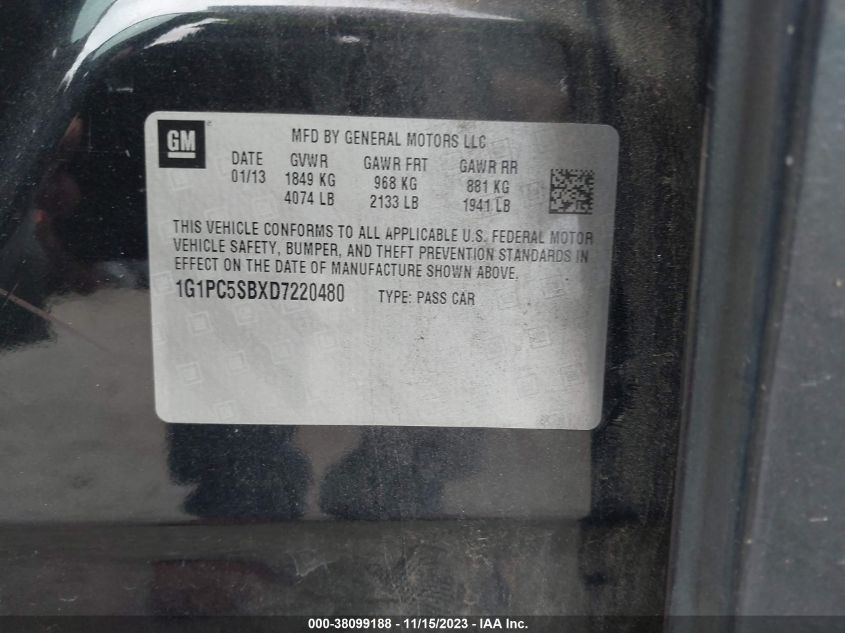 GM
MFD BY GENERAL MOTORS LLC
DATE GVWR GAWR FRT GAWR RR
01/13 1849 KG 968 KG 881 KG
4074 LB 2133 LB 1941 LB
THIS VEHICLE CONFORMS TO ALL APPLICABLE U.S. FEDERAL MOTOR
VEHICLE SAFETY, BUMPER, AND THEFT PREVENTION STANDARDS IN
EFFECT ON THE DATE OF MANUFACTURE SHOWN ABOVE.
1G1PC5SBXD7220480 TYPE: PASS CAR
000-38099188 - 11/15/2023 - IAA Inc.